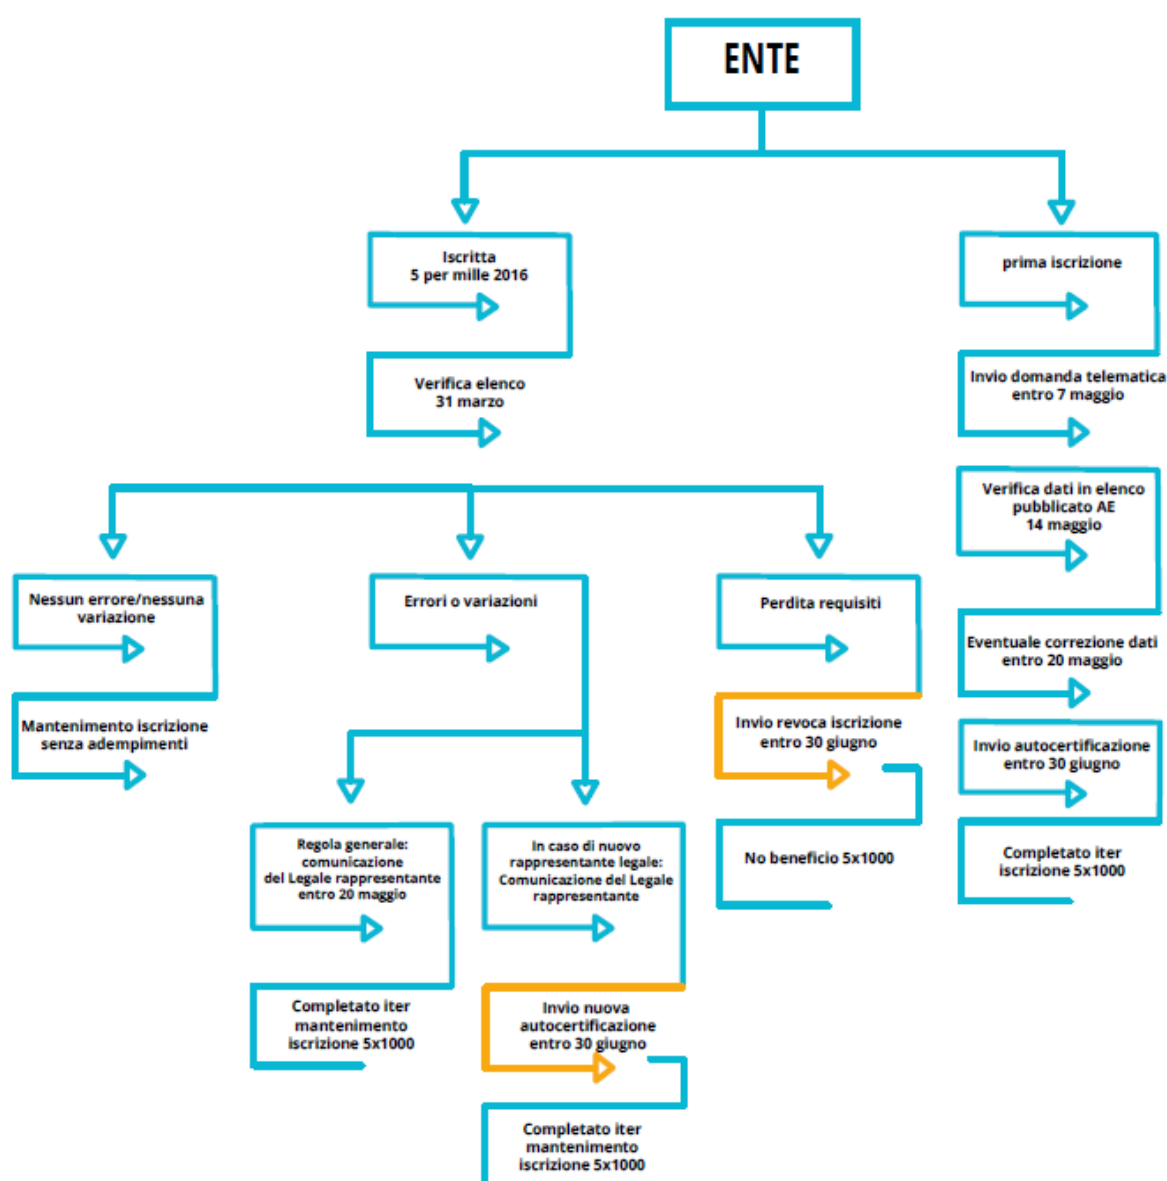 ENTE
Iscritta
5 per mille 2016
prima iscrizione
Verifica elenco
31 marzo
Invio domanda telematica
entro 7 maggio
Verifica dati in elenco
pubblicato AE
14 maggio
Nessun errore/nessuna
variazione
Errori o variazioni
Perdita requisiti
Eventuale correzione dati
entro 20 maggio
Mantenimento iscrizione
senza adempimenti
Invio revoca iscrizione
entro 30 giugno
Invio autocertificazione
entro 30 giugno
Regola generale:
comunicazione
del Legale rappresentante
entro 20 maggio
In caso di nuovo
rappresentante legale:
Comunicazione del Legale
rappresentante
No beneficio 5x1000
Completato iter
iscrizione 5x1000
Completato iter
mantenimento
iscrizione 5x1000
Invio nuova
autocertificazione
entro 30 giugno
Completato iter
mantenimento
iscrizione 5x1000